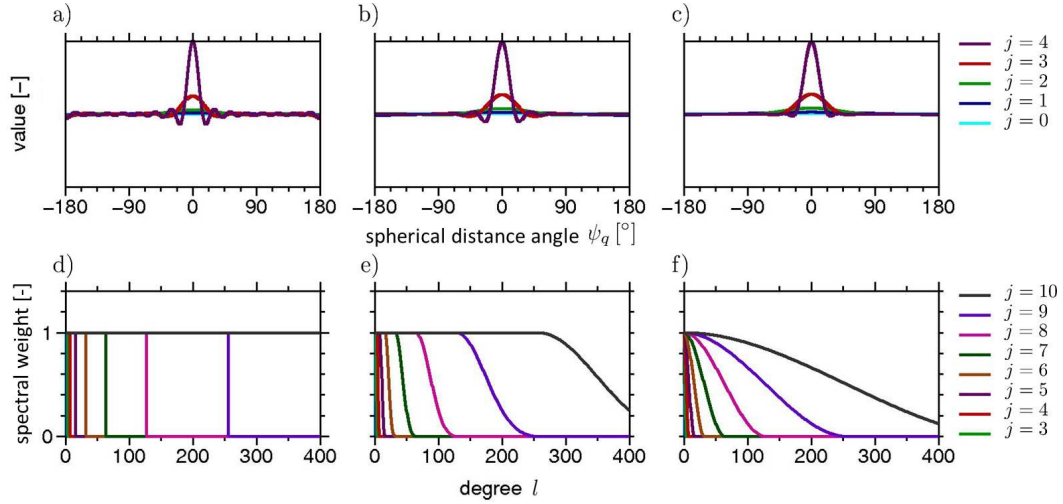 a) b) c)
value [–]
−180 −90 0 90 180 −180 −90 0 90 180 −180 −90 0 90 180
spherical distance angle ψq [°]
j = 4
j = 3
j = 2
j = 1
j = 0
d) e) f)
spectral weight [-]
1
0
0 100 200 300 400 0 100 200 300 400 0 100 200 300 400
degree l
j = 10
j = 9
j = 8
j = 7
j = 6
j = 5
j = 4
j = 3